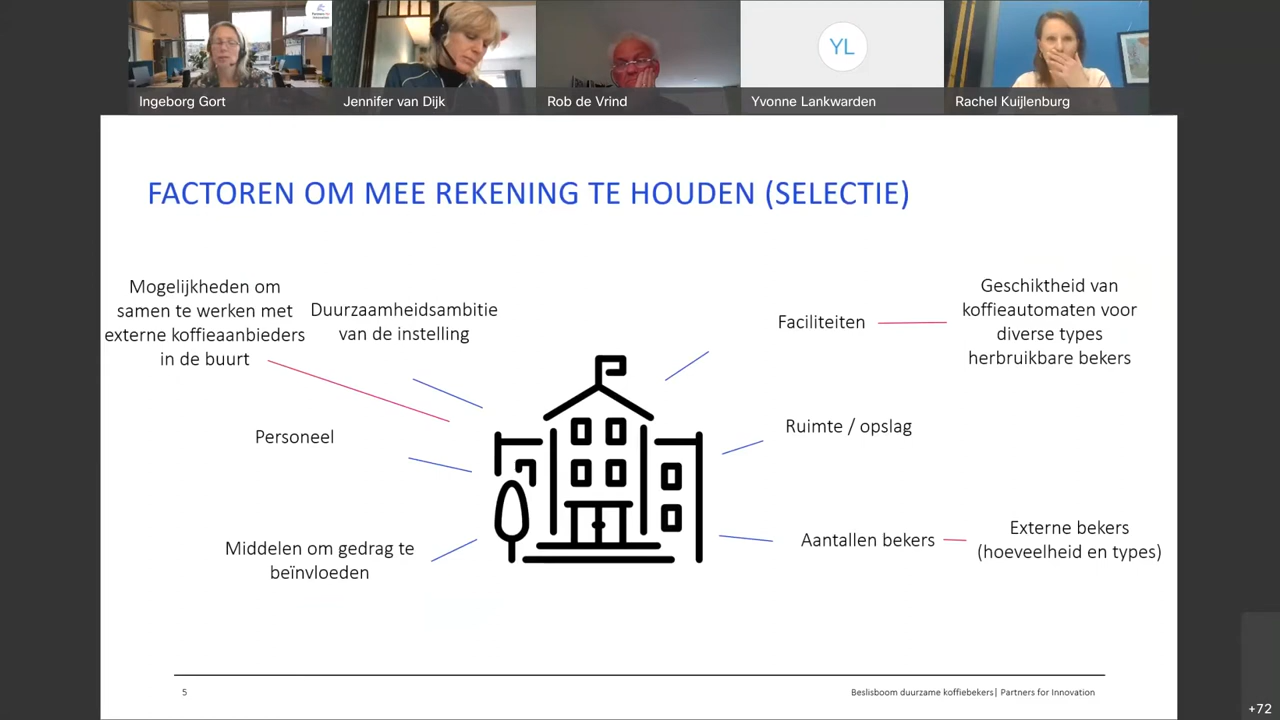 Partners for
Innovation
YL
Ingeborg Gort
Jennifer van Dijk
Rob de Vrind
Yvonne Lankwarden
Rachel Kuijlenburg
FACTOREN OM MEE REKENING TE HOUDEN (SELECTIE)
Mogelijkheden om
samen te werken met
externe koffieaanbieders
in de buurt
Duurzaamheidsambitie
van de instelling
Faciliteiten
Geschiktheid van
koffieautomaten voor
diverse types
herbruikbare bekers
Personeel
Ruimte / opslag
Middelen om gedrag te
beïnvloeden
Aantallen bekers
Externe bekers
(hoeveelheid en types)
5
Beslisboom duurzame koffiebekers| Partners for Innovation
+72